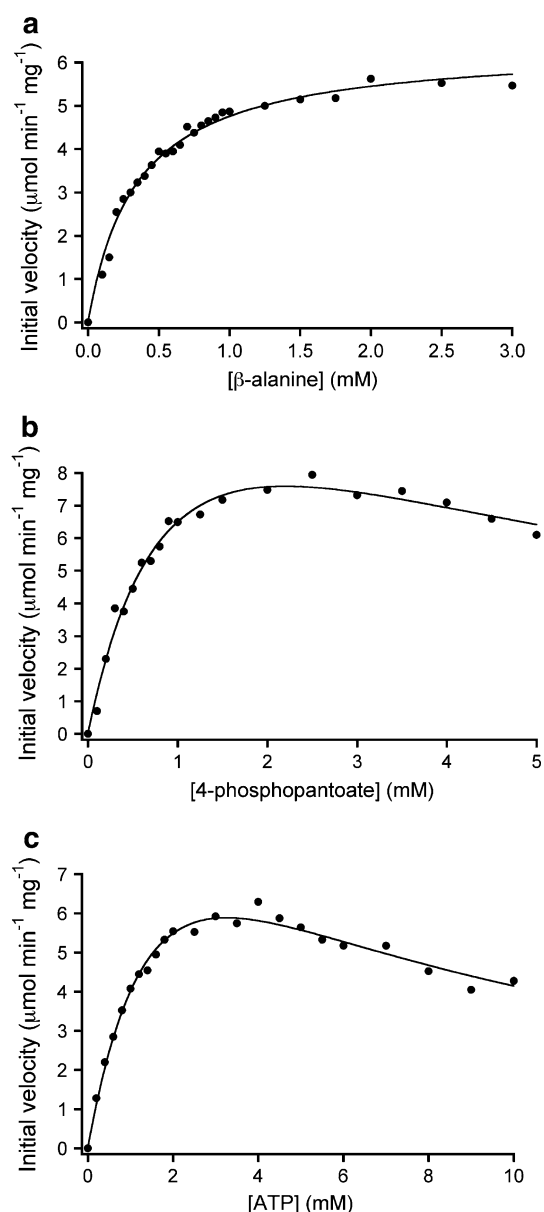 a
Initial velocity (μmol min⁻¹ mg⁻¹)
6
5
4
3
2
1
0
0.0 0.5 1.0 1.5 2.0 2.5 3.0
[β-alanine] (mM)
b
Initial velocity (μmol min⁻¹ mg⁻¹)
8
7
6
5
4
3
2
1
0
0 1 2 3 4 5
[4-phosphopantoate] (mM)
c
Initial velocity (μmol min⁻¹ mg⁻¹)
7
6
5
4
3
2
1
0
0 2 4 6 8 10
[ATP] (mM)